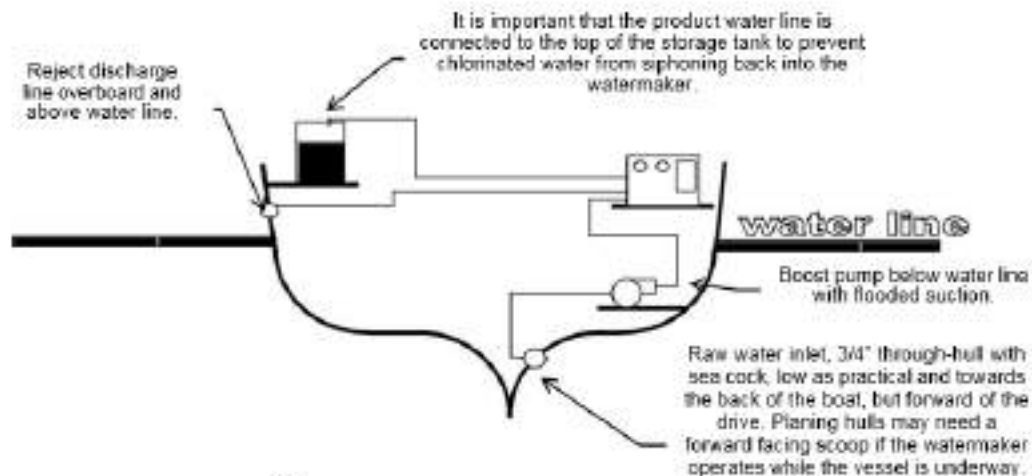 It is important that the product water line is
connected to the top of the storage tank to prevent
chlorinated water from siphoning back into the
watermaker.
Reject discharge
line overboard and
above water line.
water line
Boost pump below water line
with flooded suction.
Raw water inlet, 3/4" through-hull with
sea cock, low as practical and towards
the back of the boat, but forward of the
drive. Planing hulls may need a
forward facing scoop if the watermaker
operates while the vessel is underway.